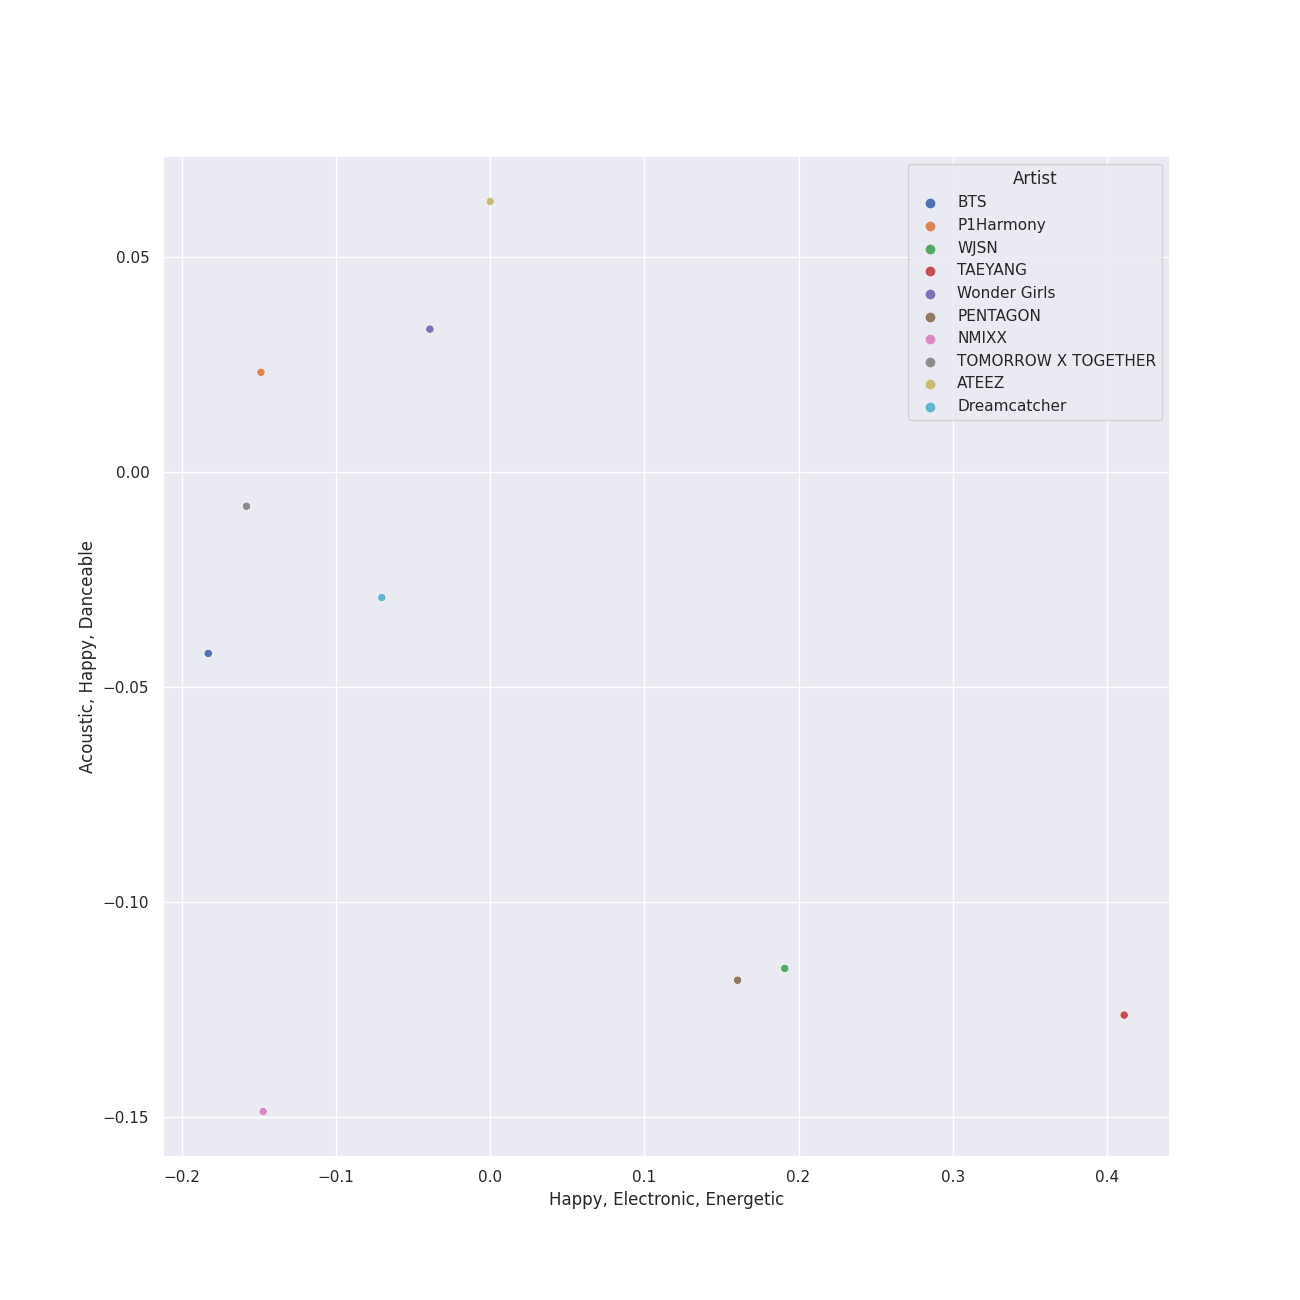 Artist
BTS
P1Harmony
WJSN
TAEYANG
Wonder Girls
PENTAGON
NMIXX
TOMORROW X TOGETHER
ATEEZ
Dreamcatcher
0.05
0.00
−0.05
−0.10
−0.15
Acoustic, Happy, Danceable
−0.2 −0.1 0.0 0.1 0.2 0.3 0.4
Happy, Electronic, Energetic